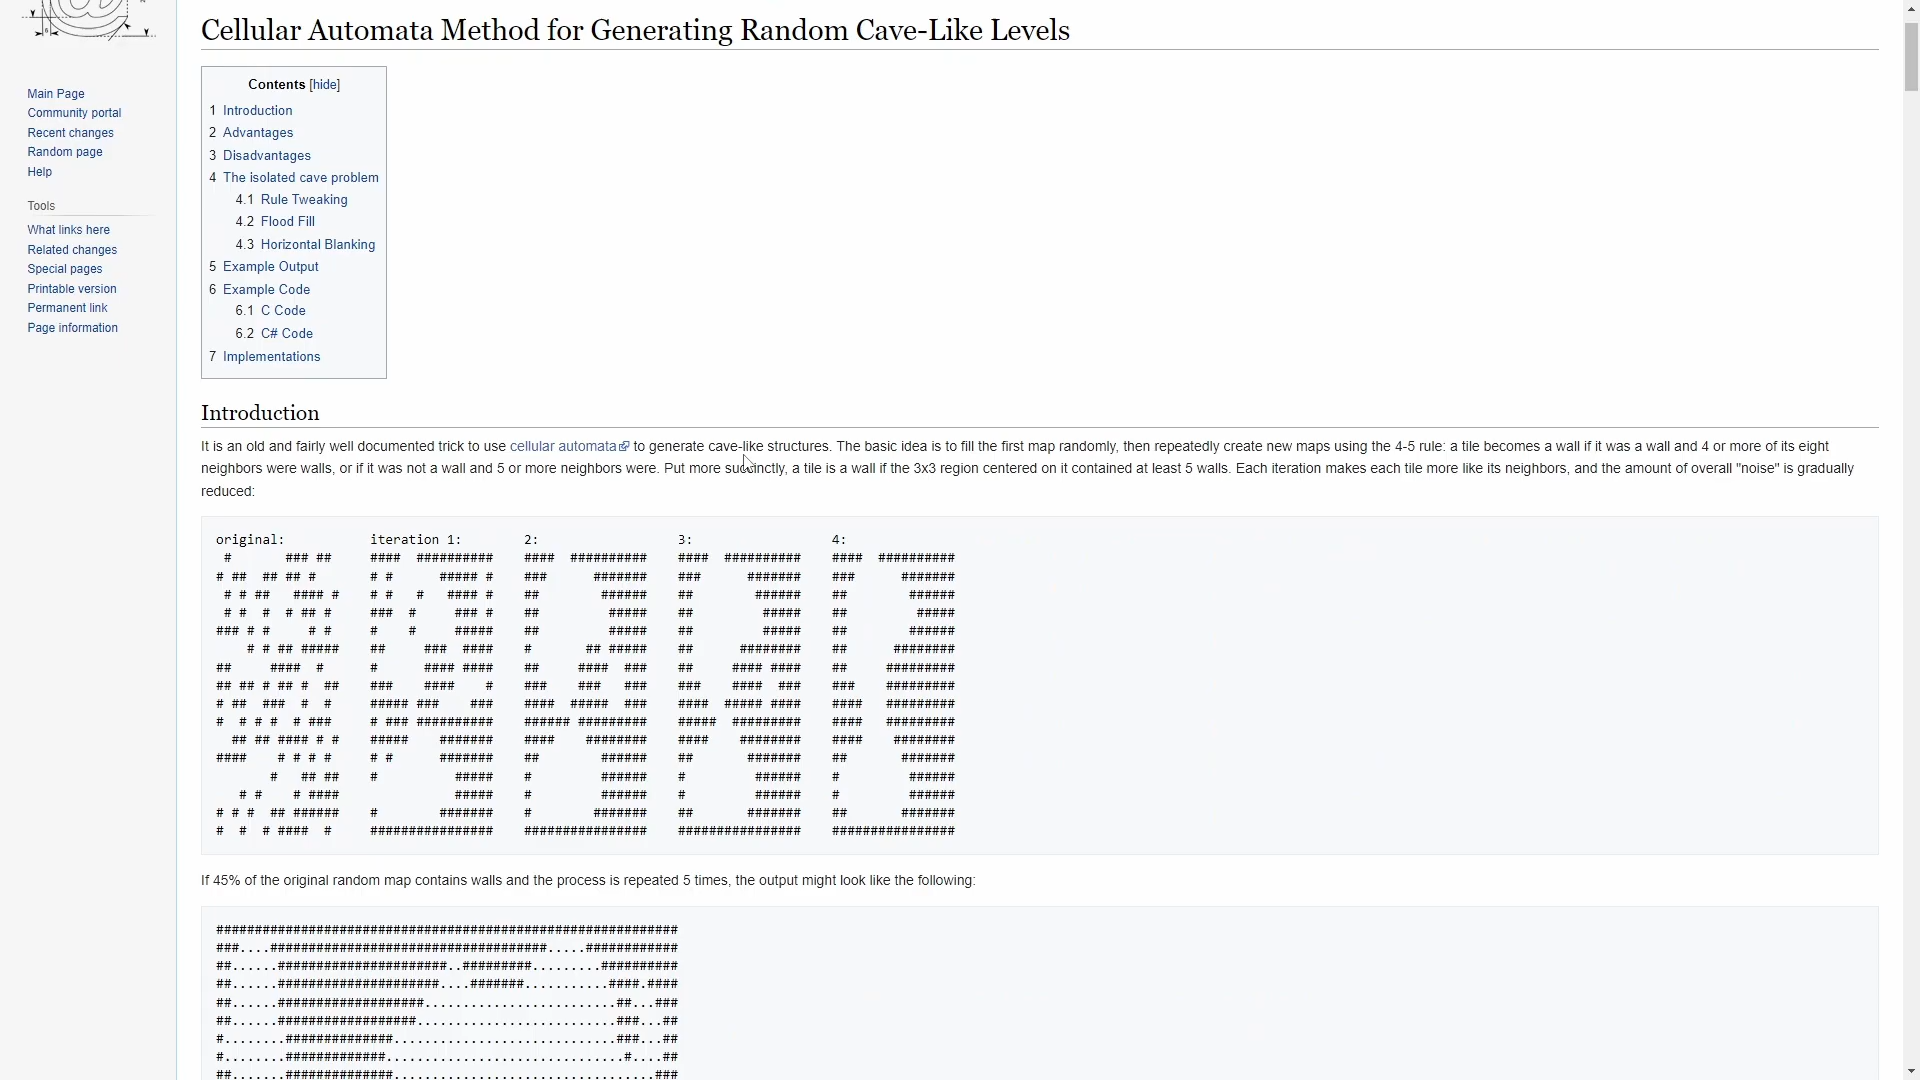 Cellular Automata Method for Generating Random Cave-Like Levels
Main Page
Community portal
Recent changes
Random page
Help
Tools
What links here
Related changes
Special pages
Printable version
Permanent link
Page information
Contents [hide]
1 Introduction
2 Advantages
3 Disadvantages
4 The isolated cave problem
4.1 Rule Tweaking
4.2 Flood Fill
4.3 Horizontal Blanking
5 Example Output
6 Example Code
6.1 C Code
6.2 C# Code
7 Implementations
Introduction
It is an old and fairly well documented trick to use cellular automata to generate cave-like structures. The basic idea is to fill the first map randomly, then repeatedly create new maps using the 4-5 rule: a tile becomes a wall if it was a wall and 4 or more of its eight
neighbors were walls, or if it was not a wall and 5 or more neighbors were. Put more succinctly, a tile is a wall if the 3x3 region centered on it contained at least 5 walls. Each iteration makes each tile more like its neighbors, and the amount of overall "noise" is gradually
reduced:
original: iteration 1: 2: 3: 4:
If 45% of the original random map contains walls and the process is repeated 5 times, the output might look like the following: